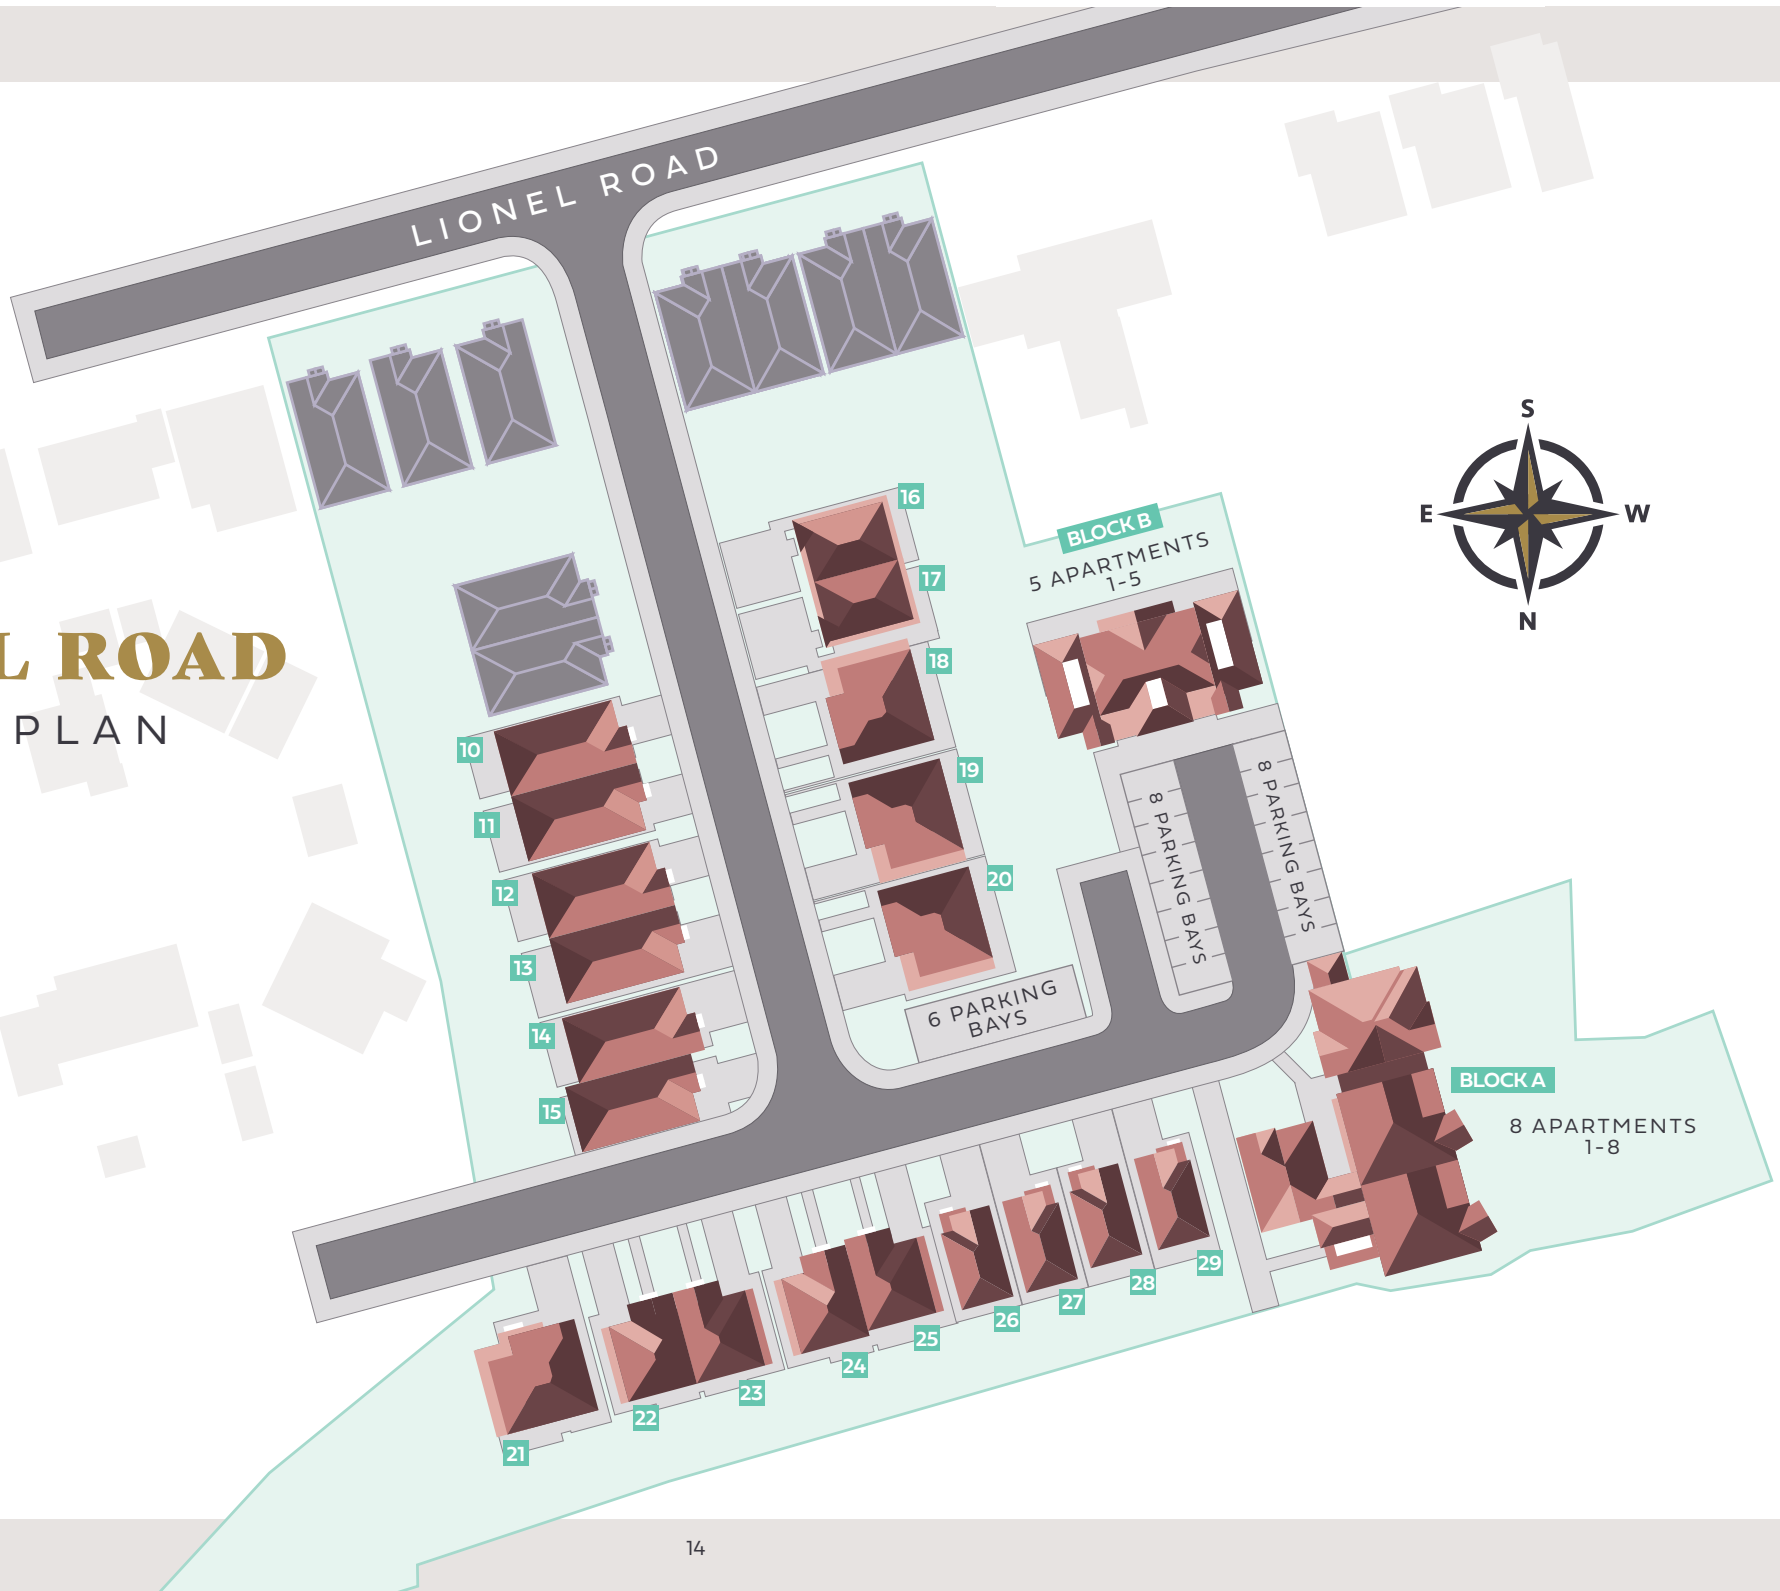 LIONEL ROAD
L ROAD
PLAN
S
E
W
N
16
17
18
19
20
BLOCK B
5 APARTMENTS
1-5
8 PARKING BAYS
8 PARKING BAYS
6 PARKING
BAYS
10
11
12
13
14
15
BLOCK A
8 APARTMENTS
1-8
21
22
23
24
25
26
27
28
29
14